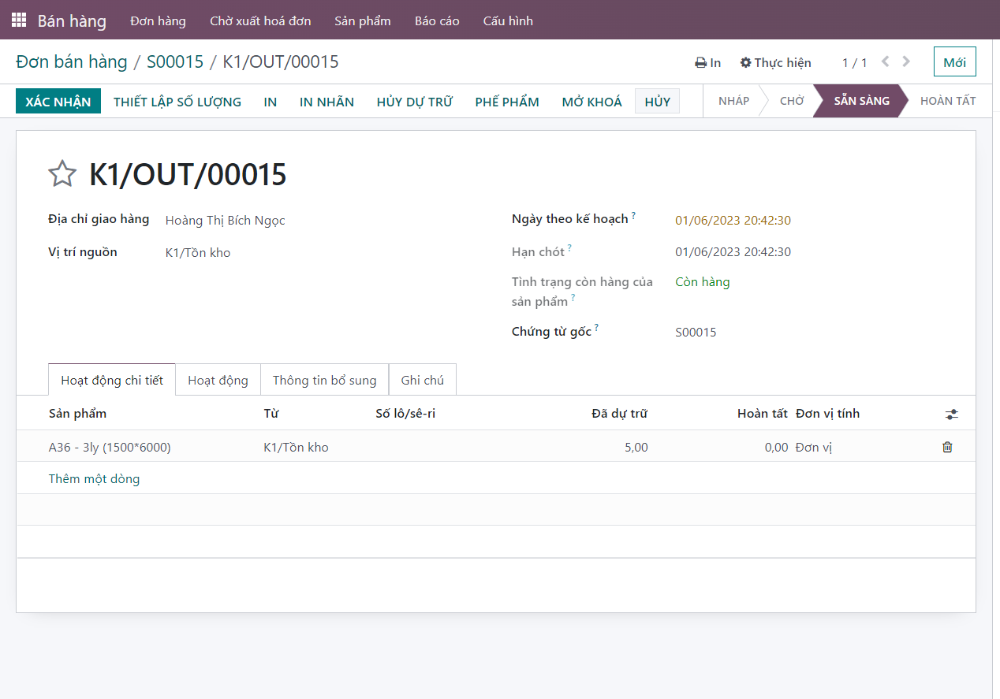 Bán hàng Đơn hàng Chờ xuất hoá đơn Sản phẩm Báo cáo Cấu hình
Đơn bán hàng / S00015 / K1/OUT/00015 In Thực hiện 1 / 1 Mới
XÁC NHẬN THIẾT LẬP SỐ LƯỢNG IN IN NHÃN HỦY DỰ TRỮ PHẾ PHẨM MỞ KHOÁ HỦY NHÁP CHỜ SẴN SÀNG HOÀN TẤT
K1/OUT/00015
Địa chỉ giao hàng Hoàng Thị Bích Ngọc
Vị trí nguồn K1/Tồn kho
Ngày theo kế hoạch ? 01/06/2023 20:42:30
Hạn chót ? 01/06/2023 20:42:30
Tình trạng còn hàng của Còn hàng
sản phẩm ?
Chứng từ gốc ? S00015
Hoạt động chi tiết Hoạt động Thông tin bổ sung Ghi chú
Sản phẩm Từ Số lô/sê-ri Đã dự trữ Hoàn tất Đơn vị tính
A36 - 3ly (1500*6000) K1/Tồn kho 5,00 0,00 Đơn vị
Thêm một dòng